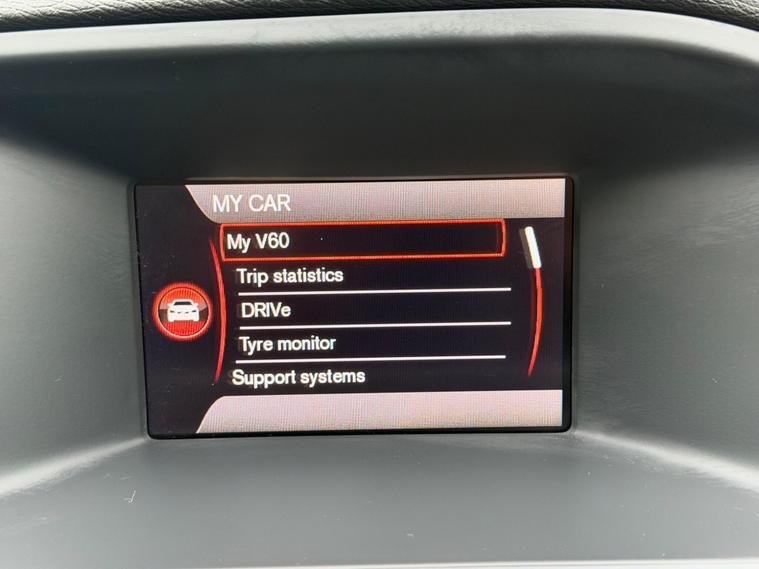 MY CAR
My V60
Trip statistics
DRIVe
Tyre monitor
Support systems